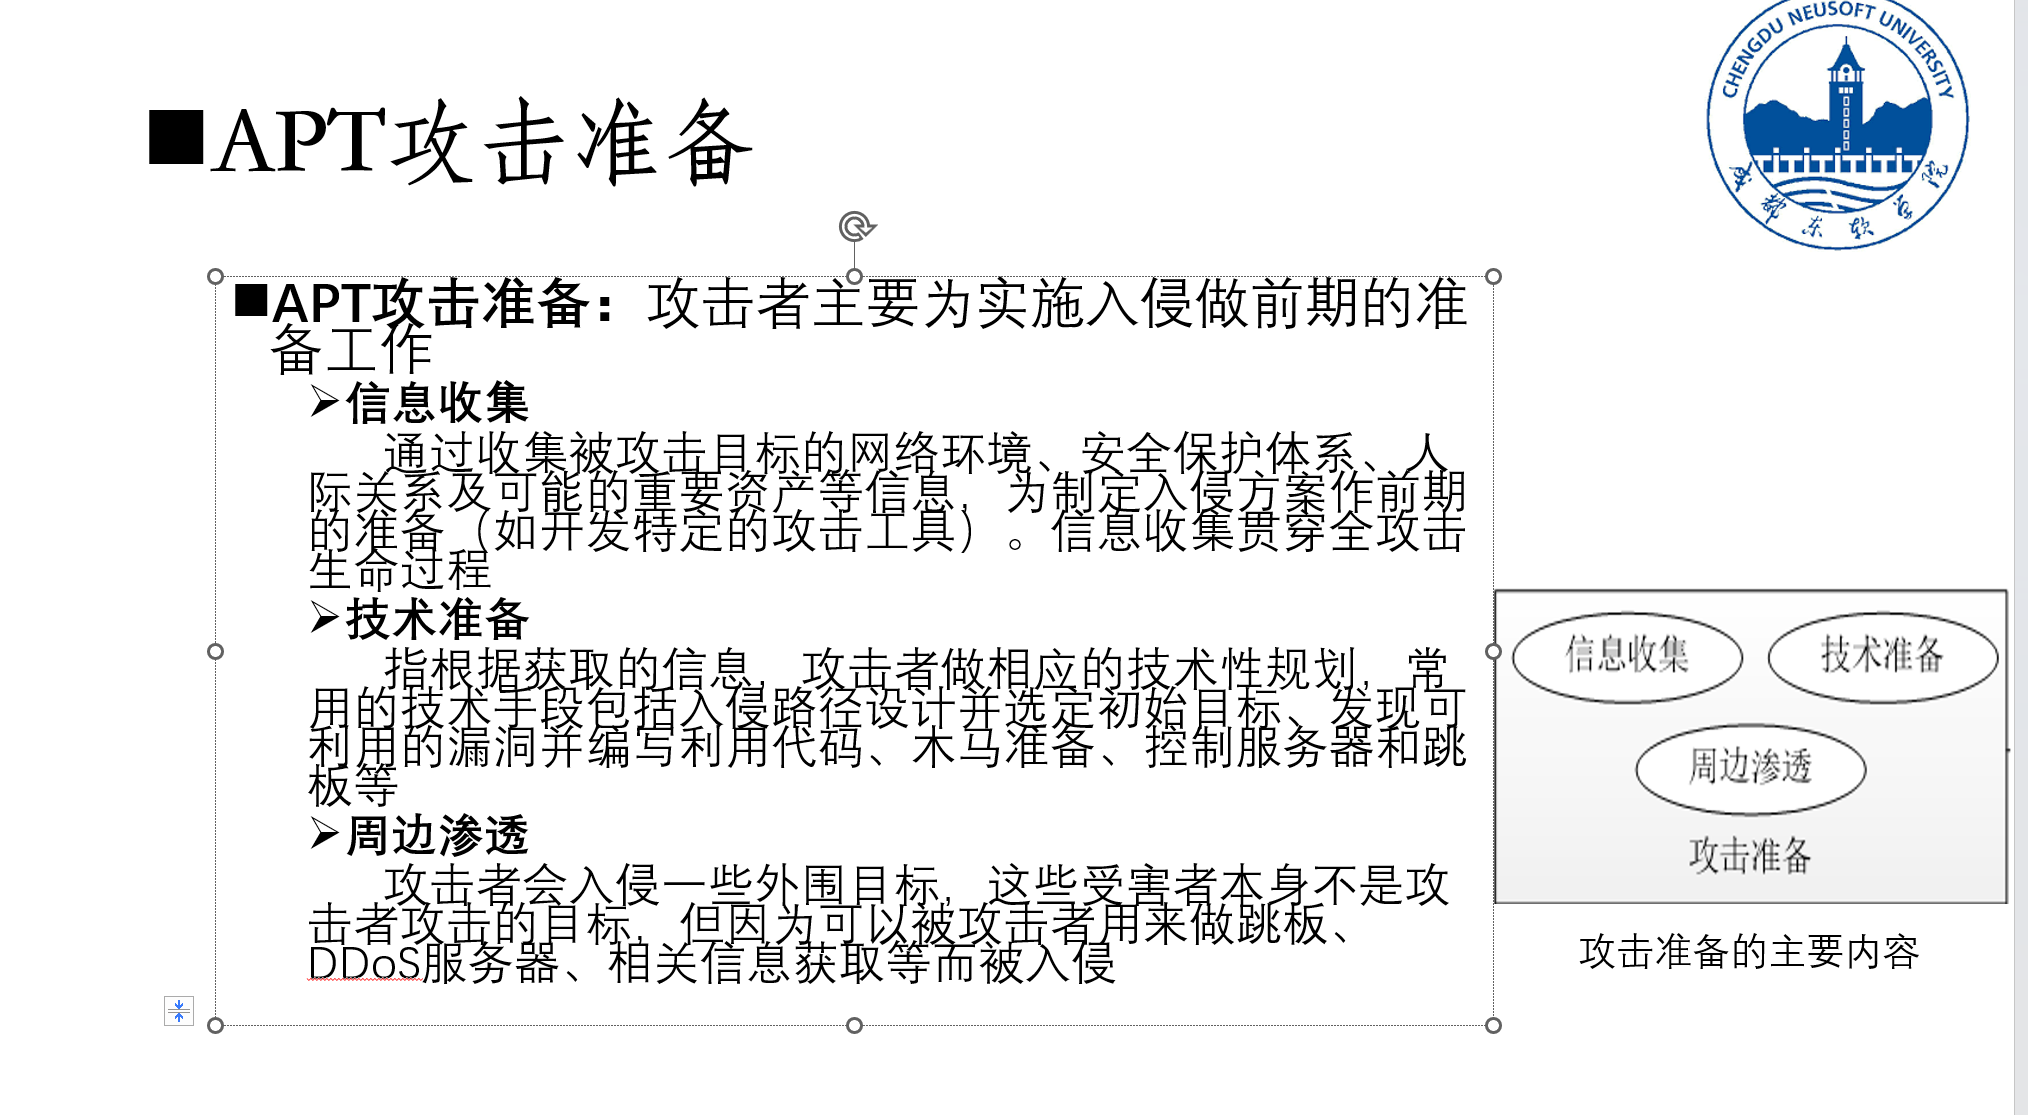 CHENGDU NEUSOFT UNIVERSITY
成都东软学院
■APT攻击准备
■APT攻击准备：攻击者主要为实施入侵做前期的准
备工作
➢信息收集
通过收集被攻击目标的网络环境、安全保护体系、人
际关系及可能的重要资产等信息，为制定入侵方案作前期
的准备（如开发特定的攻击工具）。信息收集贯穿全攻击
生命过程
➢技术准备
指根据获取的信息，攻击者做相应的技术性规划，常
用的技术手段包括入侵路径设计并选定初始目标、发现可
利用的漏洞并编写利用代码、木马准备、控制服务器和跳
板等
➢周边渗透
攻击者会入侵一些外围目标，这些受害者本身不是攻
击者攻击的目标，但因为可以被攻击者用来做跳板、
DDoS服务器、相关信息获取等而被入侵
信息收集
技术准备
周边渗透
攻击准备
攻击准备的主要内容